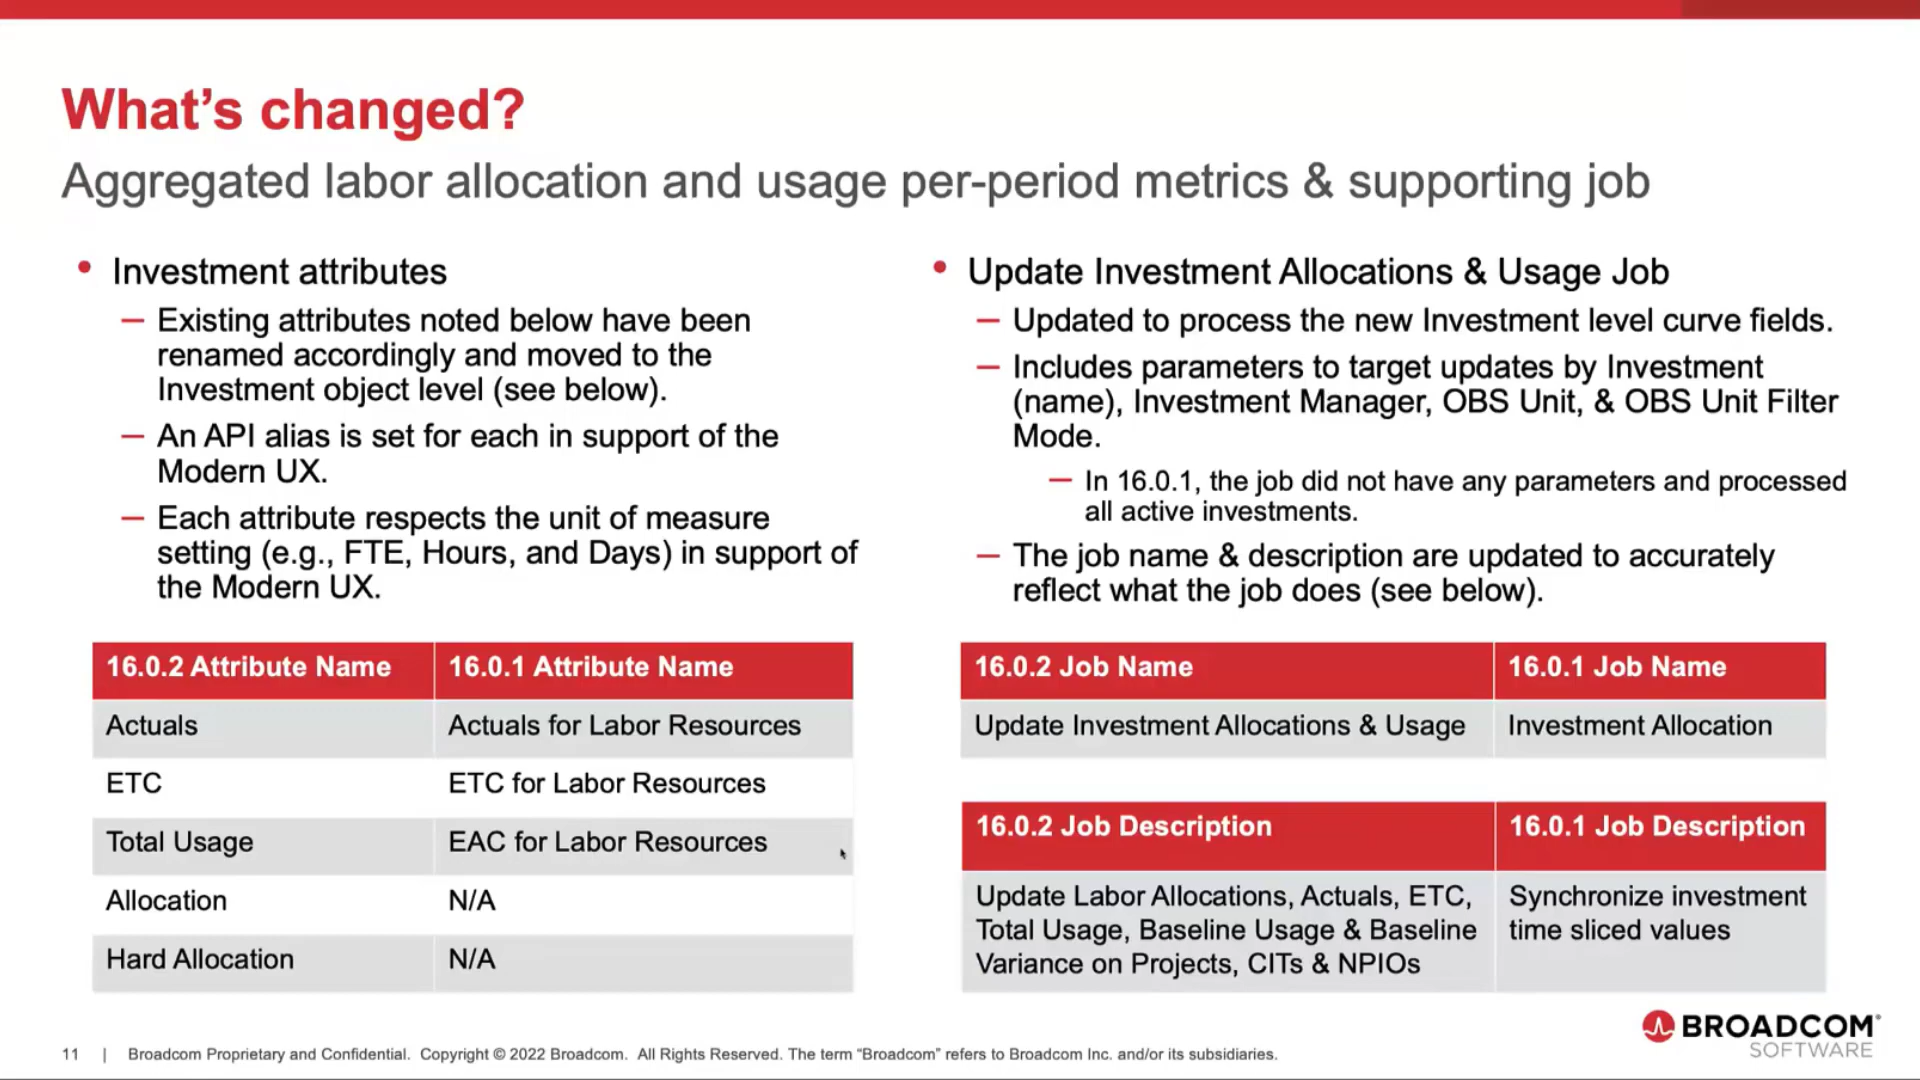 What's changed?
Aggregated labor allocation and usage per-period metrics & supporting job
• Investment attributes
– Existing attributes noted below have been
renamed accordingly and moved to the
Investment object level (see below).
– An API alias is set for each in support of the
Modern UX.
– Each attribute respects the unit of measure
setting (e.g., FTE, Hours, and Days) in support of
the Modern UX.
16.0.2 Attribute Name 16.0.1 Attribute Name
Actuals Actuals for Labor Resources
ETC ETC for Labor Resources
Total Usage EAC for Labor Resources
Allocation N/A
Hard Allocation N/A
• Update Investment Allocations & Usage Job
– Updated to process the new Investment level curve fields.
– Includes parameters to target updates by Investment
(name), Investment Manager, OBS Unit, & OBS Unit Filter
Mode.
– In 16.0.1, the job did not have any parameters and processed
all active investments.
– The job name & description are updated to accurately
reflect what the job does (see below).
16.0.2 Job Name 16.0.1 Job Name
Update Investment Allocations & Usage Investment Allocation
16.0.2 Job Description 16.0.1 Job Description
Update Labor Allocations, Actuals, ETC, Synchronize investment
Total Usage, Baseline Usage & Baseline time sliced values
Variance on Projects, CITs & NPIOs
BROADCOM®
SOFTWARE
11 | Broadcom Proprietary and Confidential. Copyright © 2022 Broadcom. All Rights Reserved. The term “Broadcom” refers to Broadcom Inc. and/or its subsidiaries.